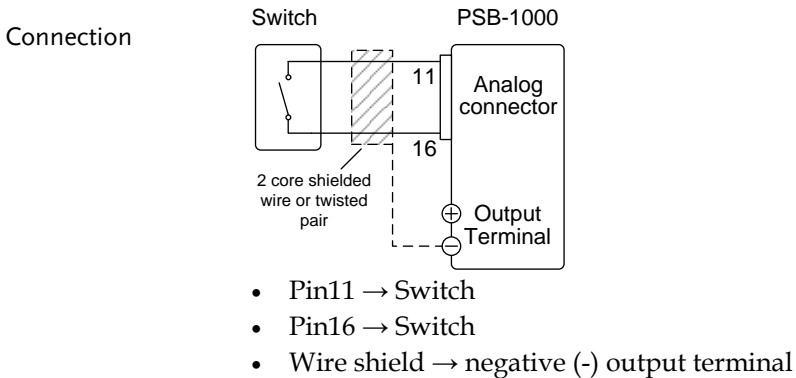 Connection
Switch
PSB-1000
11
Analog
connector
16
2 core shielded
wire or twisted
pair
+ Output
- Terminal
• Pin11 → Switch
• Pin16 → Switch
• Wire shield → negative (-) output terminal